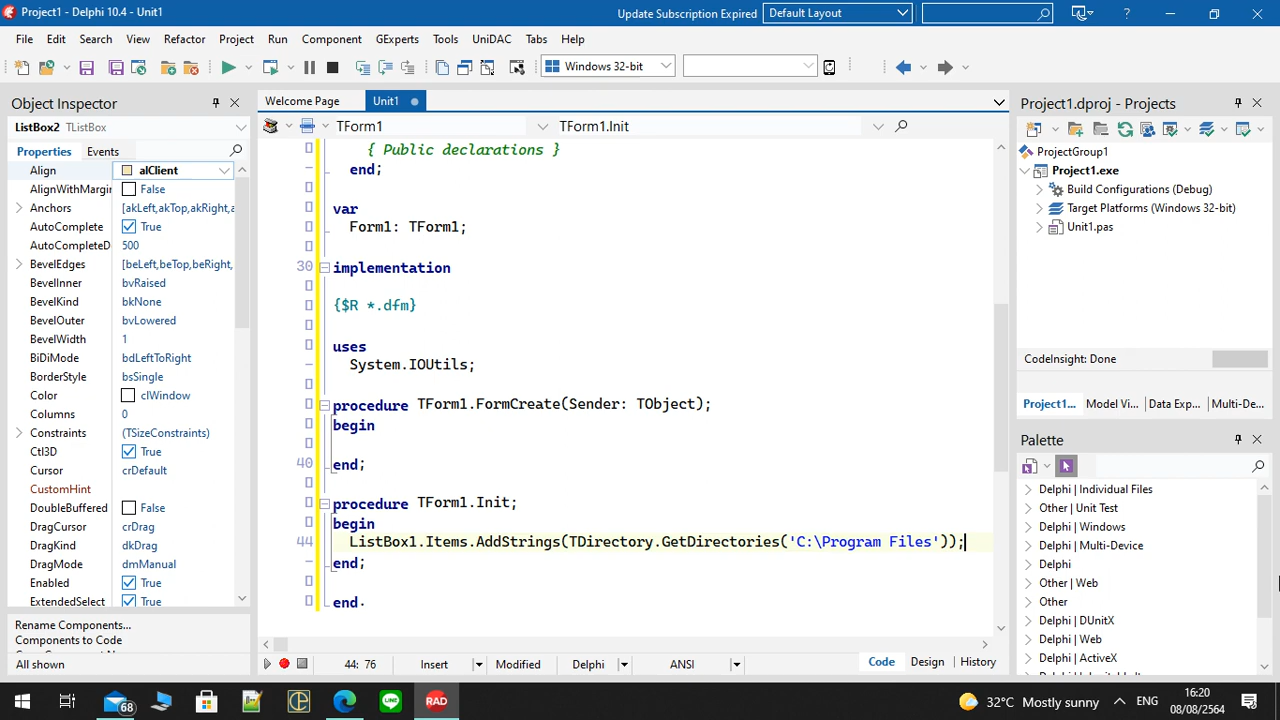 Project1 - Delphi 10.4 - Unit1
Update Subscription Expired
Default Layout
File Edit Search View Refactor Project Run Component GExperts Tools UniDAC Tabs Help
Windows 32-bit
Object Inspector
ListBox2 TListBox
Properties Events
Align alClient
AlignWithMargin False
Anchors [akLeft,akTop,akRight,a
AutoComplete True
AutoCompleteD 500
BevelEdges [beLeft,beTop,beRight,
BevelInner bvRaised
BevelKind bkNone
BevelOuter bvLowered
BevelWidth 1
BiDiMode bdLeftToRight
BorderStyle bsSingle
Color clWindow
Columns 0
Constraints (TSizeConstraints)
Ctl3D True
Cursor crDefault
CustomHint
DoubleBuffered False
DragCursor crDrag
DragKind dkDrag
DragMode dmManual
Enabled True
ExtendedSelect True
Rename Components...
Components to Code
All shown
Welcome Page Unit1
TForm1 TForm1.Init
{ Public declarations }
end;
var
Form1: TForm1;
30 implementation
{$R *.dfm}
uses
System.IOUtils;
procedure TForm1.FormCreate(Sender: TObject);
begin
40 end;
procedure TForm1.Init;
begin
44 ListBox1.Items.AddStrings(TDirectory.GetDirectories('C:\Program Files'));
end;
end.
44: 76 Insert Modified Delphi ANSI Code Design History
Project1.dproj - Projects
ProjectGroup1
Project1.exe
Build Configurations (Debug)
Target Platforms (Windows 32-bit)
Unit1.pas
CodeInsight: Done
Project1... Model Vi... Data Exp... Multi-De...
Palette
Delphi | Individual Files
Other | Unit Test
Delphi | Windows
Delphi | Multi-Device
Delphi
Other | Web
Other
Delphi | DUnitX
Delphi | Web
Delphi | ActiveX
68
RAD
32°C Mostly sunny
ENG
16:20
08/08/2564